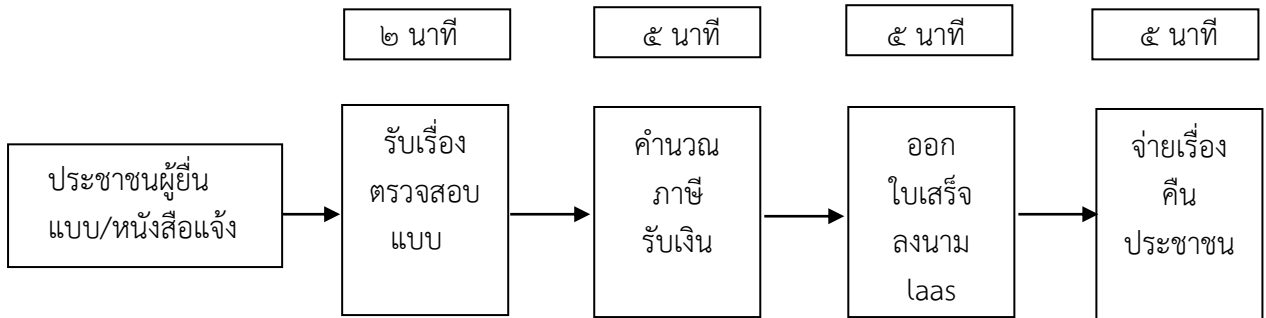 ๒ นาที
๕ นาที
๕ นาที
๕ นาที
ประชาชนผู้ยื่น
แบบ/หนังสือแจ้ง
รับเรื่อง
ตรวจสอบ
แบบ
คำนวณ
ภาษี
รับเงิน
ออก
ใบเสร็จ
ลงนาม
laas
จ่ายเรื่อง
คืน
ประชาชน